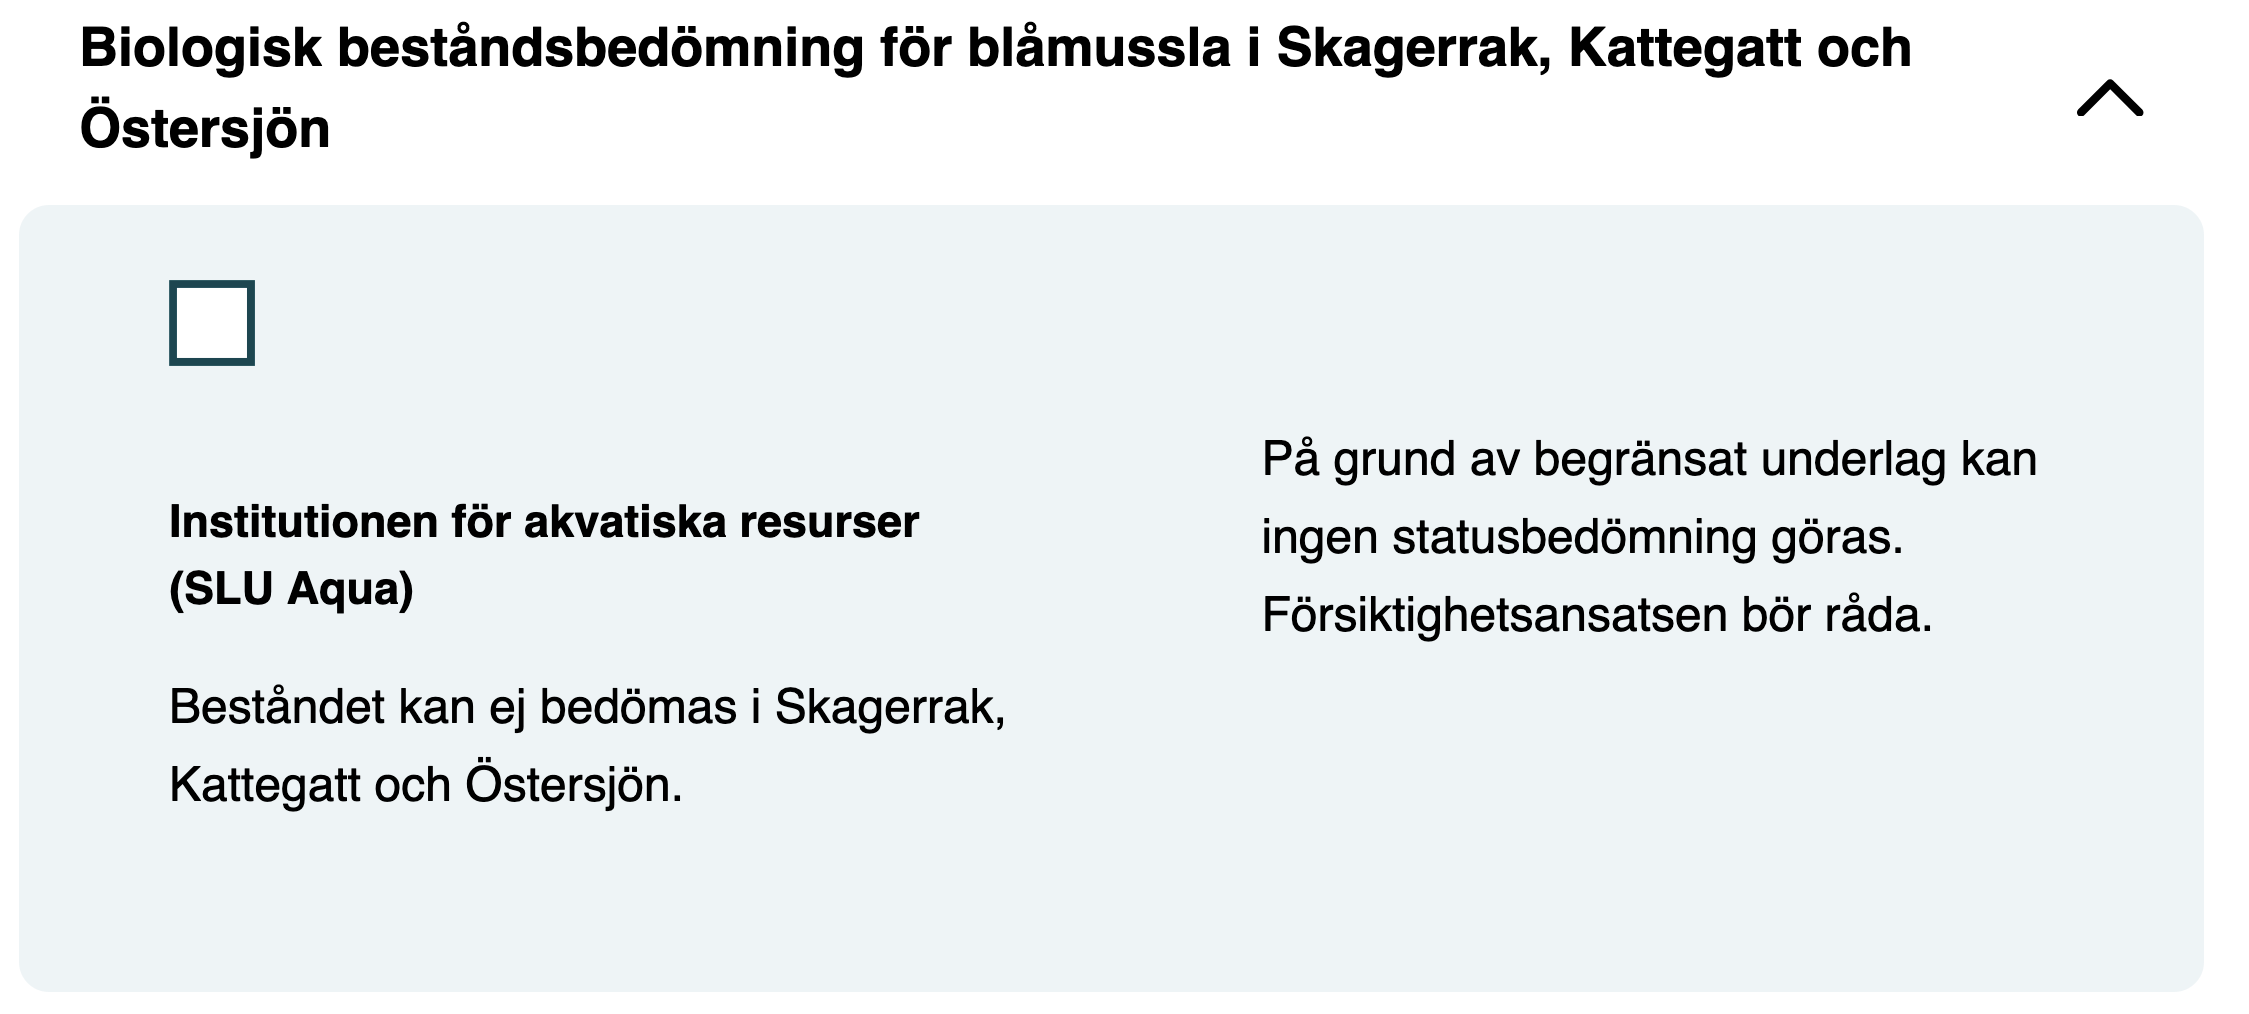 Biologisk beståndsbedömning för blåmussla i Skagerrak, Kattegatt och
Östersjön
Institutionen för akvatiska resurser
(SLU Aqua)
Beståndet kan ej bedömas i Skagerrak,
Kattegatt och Östersjön.
På grund av begränsat underlag kan
ingen statusbedömning göras.
Försiktighetsansatsen bör råda.